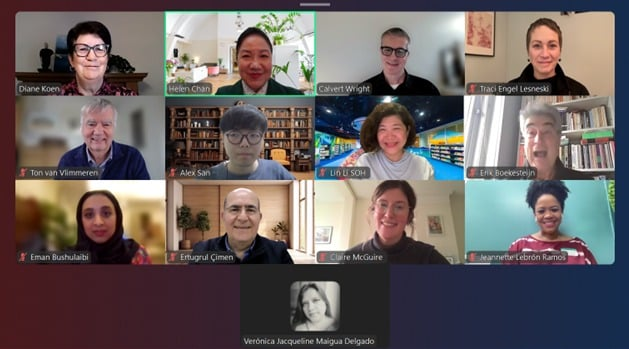 Diane Koen
Helen Chan
Calvert Wright
Traci Engel Lesneski
Ton van Vlimmeren
Alex San
Lin Li SOH
Erik Boekesteijn
Eman Bushulaibi
Ertugrul Çimen
Claire McGuire
Jeannette Lebrón Ramos
Verónica Jacqueline Maigua Delgado